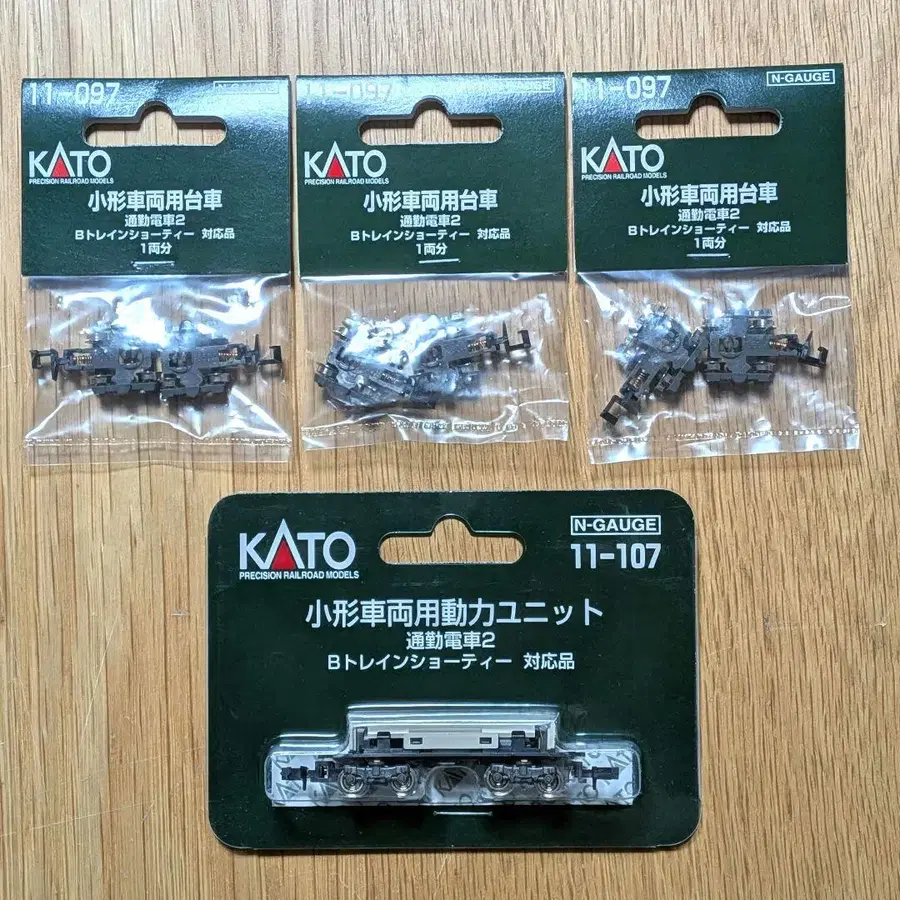 11-097
N-GAUGE
KATO
PRECISION RAILROAD MODELS
小形車両用台車
通勤電車2
Bトレインショーティー 対応品
1両分
11-097
N-GAUGE
KATO
PRECISION RAILROAD MODELS
小形車両用台車
通勤電車2
Bトレインショーティー 対応品
1両分
11-097
N-GAUGE
KATO
PRECISION RAILROAD MODELS
小形車両用台車
通勤電車2
Bトレインショーティー 対応品
1両分
KATO
PRECISION RAILROAD MODELS
N-GAUGE
11-107
小形車両用動力ユニット
通勤電車2
Bトレインショーティー 対応品